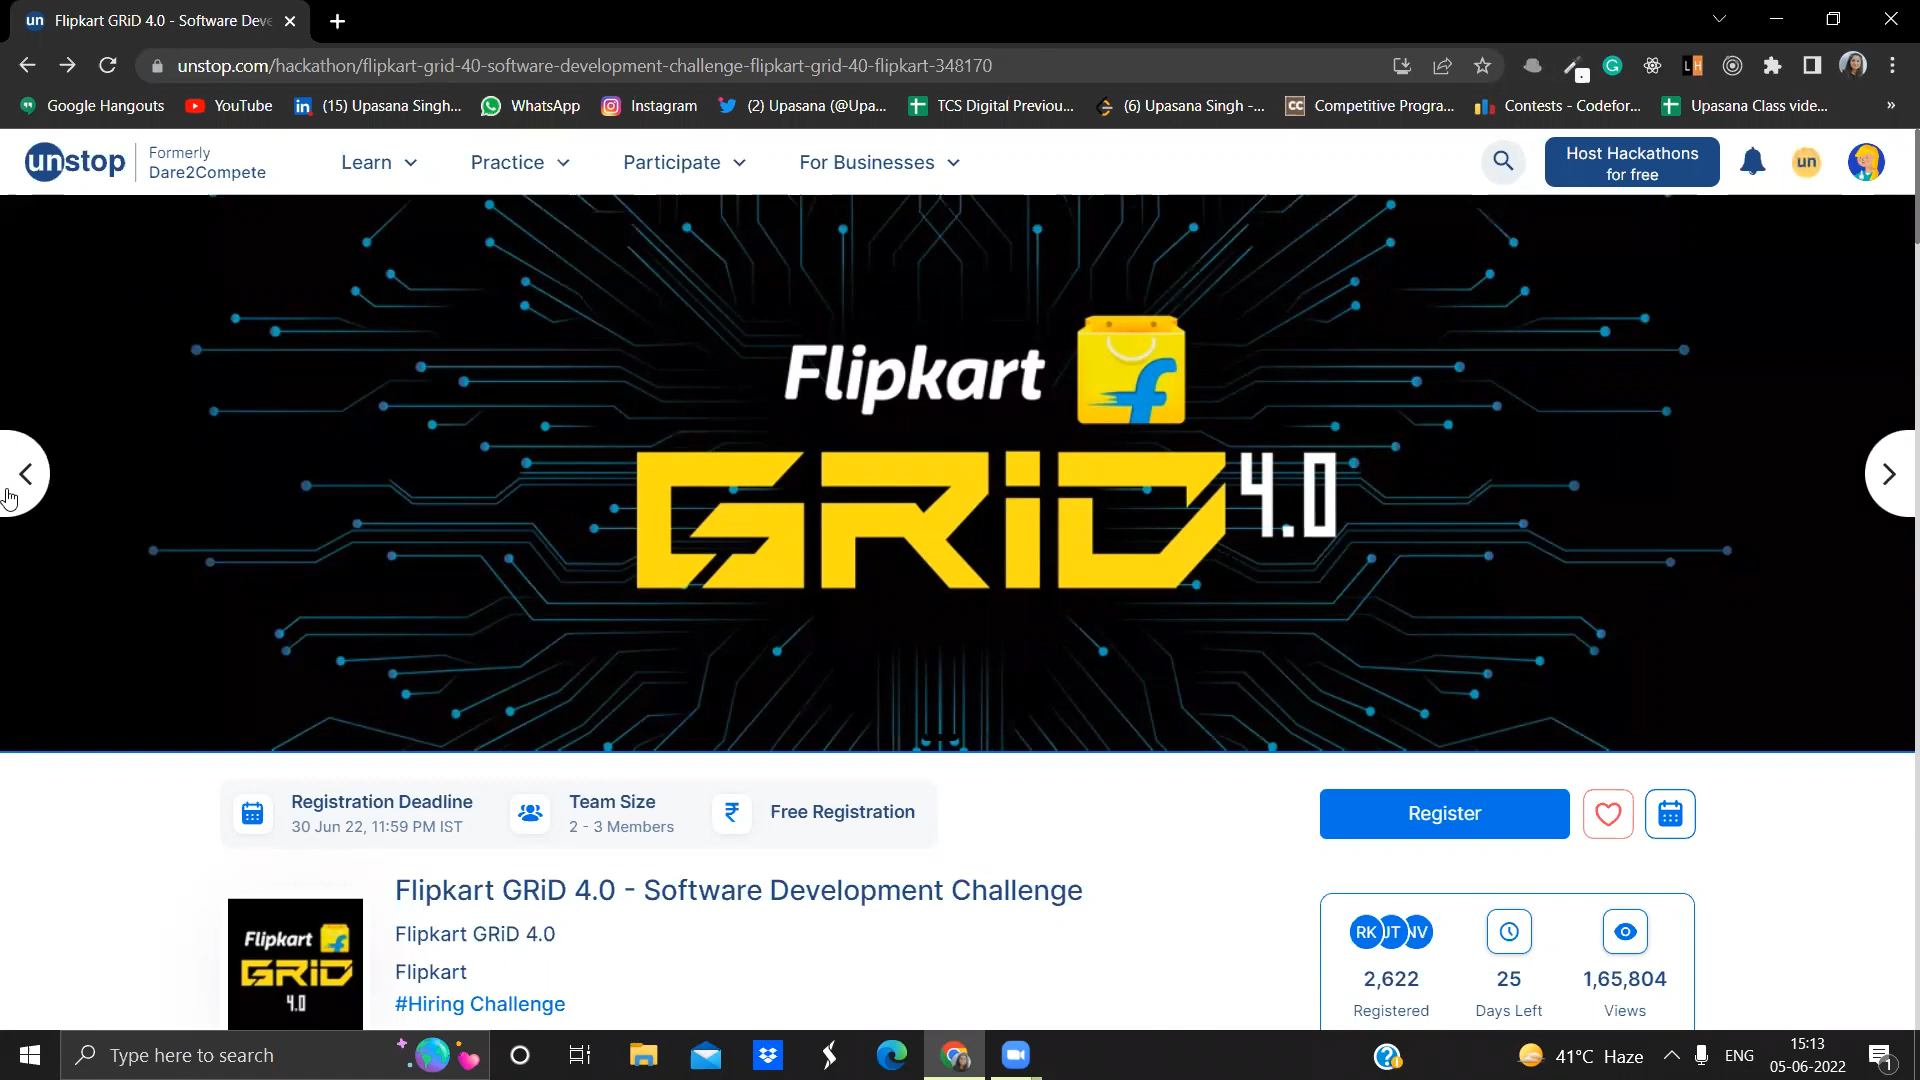 un Flipkart GRiD 4.0 - Software Deve
unstop.com/hackathon/flipkart-grid-40-software-development-challenge-flipkart-grid-40-flipkart-348170
LH
Google Hangouts YouTube (15) Upasana Singh... WhatsApp Instagram (2) Upasana (@Upa... TCS Digital Previou... (6) Upasana Singh -... CC Competitive Progra... Contests - Codefor... Upasana Class vide... »
unstop Formerly
Dare2Compete
Learn Practice Participate For Businesses
Host Hackathons
for free
un
Flipkart f
GRiD 4.0
Registration Deadline
30 Jun 22, 11:59 PM IST
Team Size
2 - 3 Members
₹ Free Registration
Register
Flipkart GRiD 4.0 - Software Development Challenge
Flipkart GRiD 4.0
Flipkart
#Hiring Challenge
Flipkart f
GRiD
4.0
RK JT NV
2,622 25 1,65,804
Registered Days Left Views
Type here to search
41°C Haze ENG 15:13
05-06-2022
1